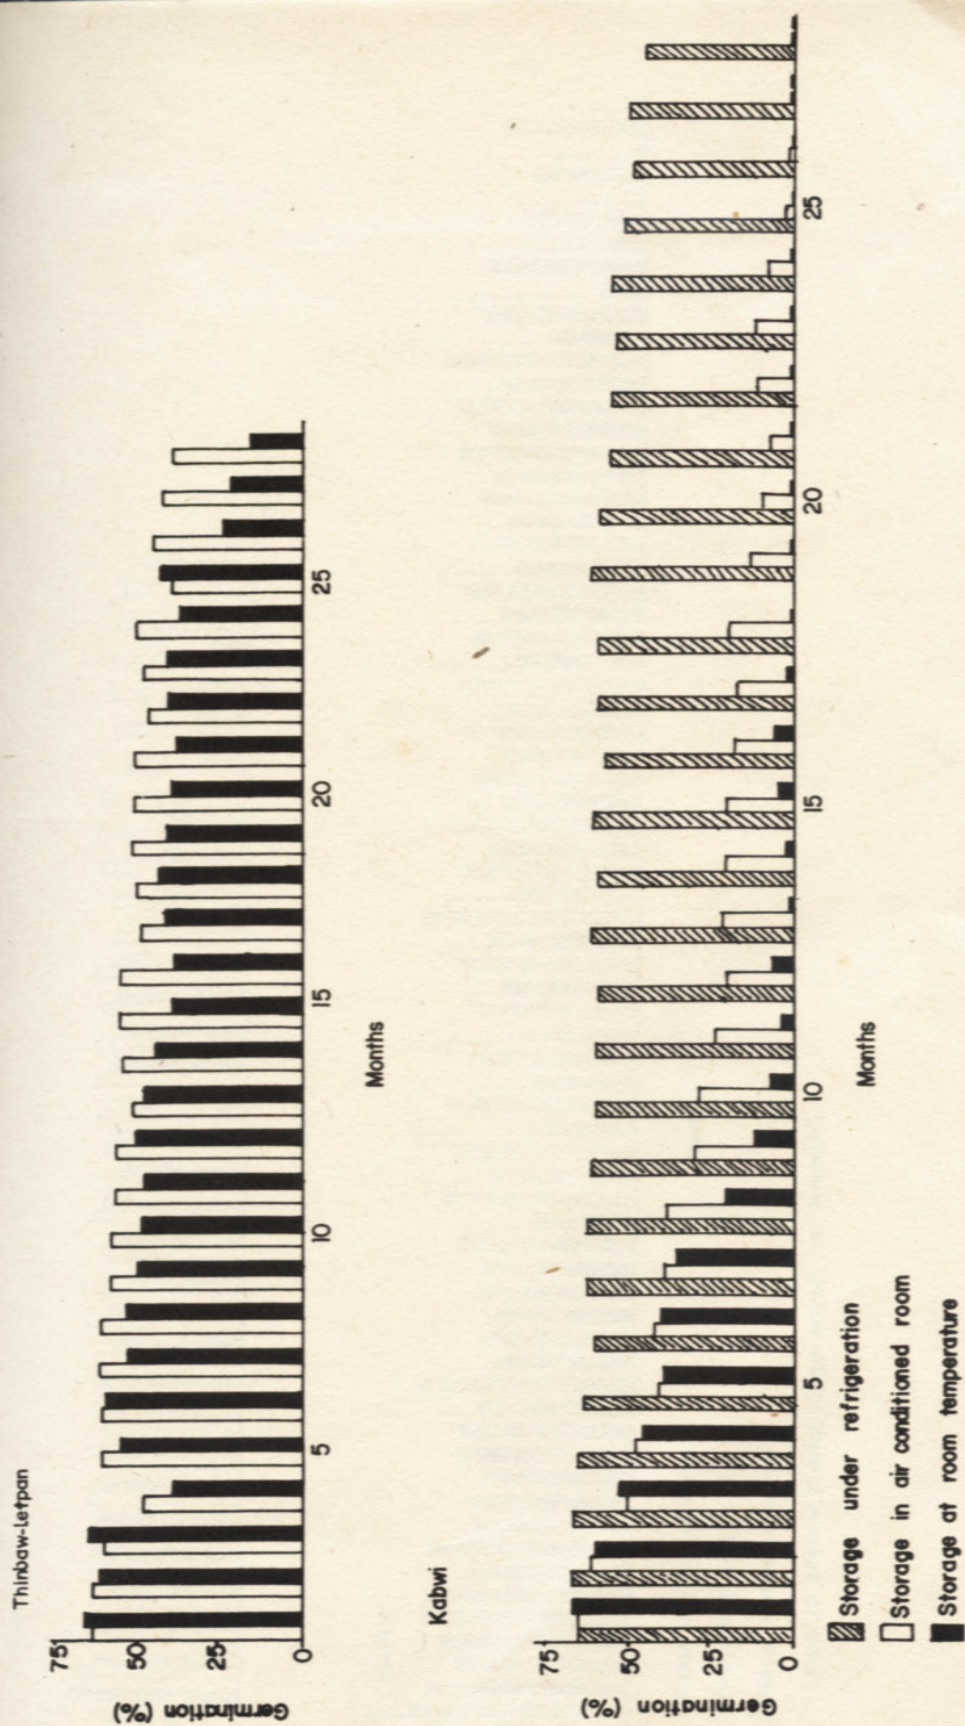 Thinbaw-Letpan
Germination (%)
75
50
25
0
5
10
15
20
25
Months
Kabwi
Germination (%)
75
50
25
0
5
10
15
20
25
Months
Storage under refrigeration
Storage in air conditioned room
Storage at room temperature